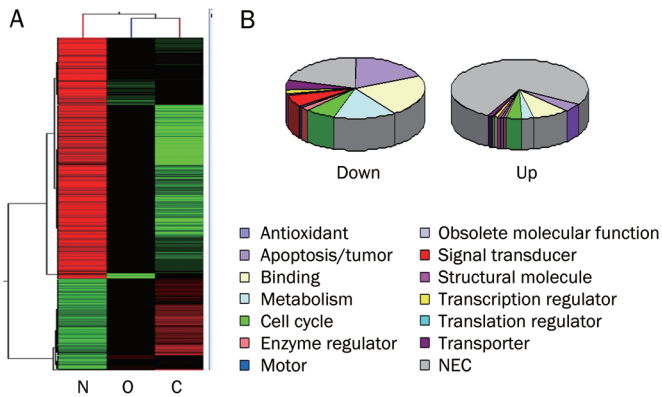 A
B
N O C
Down
Up
Antioxidant
Apoptosis/tumor
Binding
Metabolism
Cell cycle
Enzyme regulator
Motor
Obsolete molecular function
Signal transducer
Structural molecule
Transcription regulator
Translation regulator
Transporter
NEC